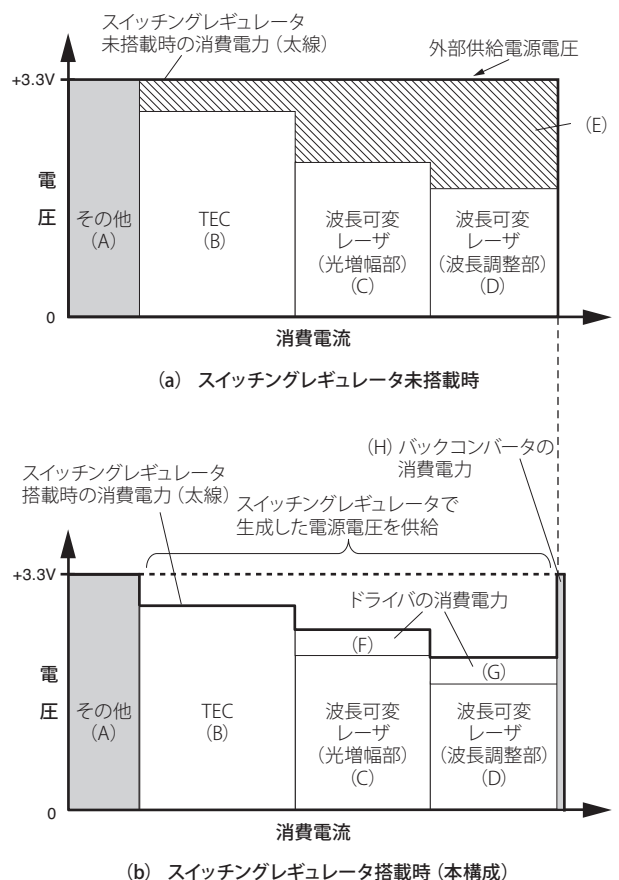 スイッチングレギュレータ
未搭載時の消費電力（太線）
外部供給電源電圧
+3.3V
(E)
電
圧
その他
(A)
TEC
(B)
波長可変
レーザ
(光増幅部)
(C)
波長可変
レーザ
(波長調整部)
(D)
0
消費電流
(a) スイッチングレギュレータ未搭載時
(H) バックコンバータの
消費電力
スイッチングレギュレータ
搭載時の消費電力（太線）
スイッチングレギュレータで
生成した電源電圧を供給
+3.3V
ドライバの消費電力
(F)
(G)
電
圧
その他
(A)
TEC
(B)
波長可変
レーザ
(光増幅部)
(C)
波長可変
レーザ
(波長調整部)
(D)
0
消費電流
(b) スイッチングレギュレータ搭載時（本構成）